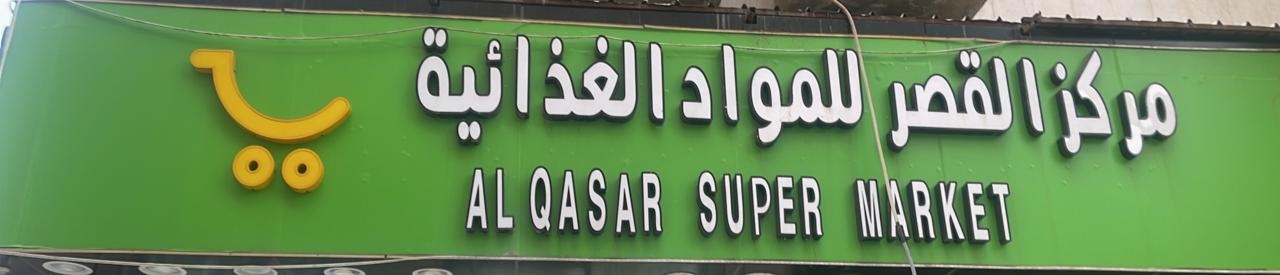 مركز القصر للمواد الغذائية
AL QASAR SUPER MARKET